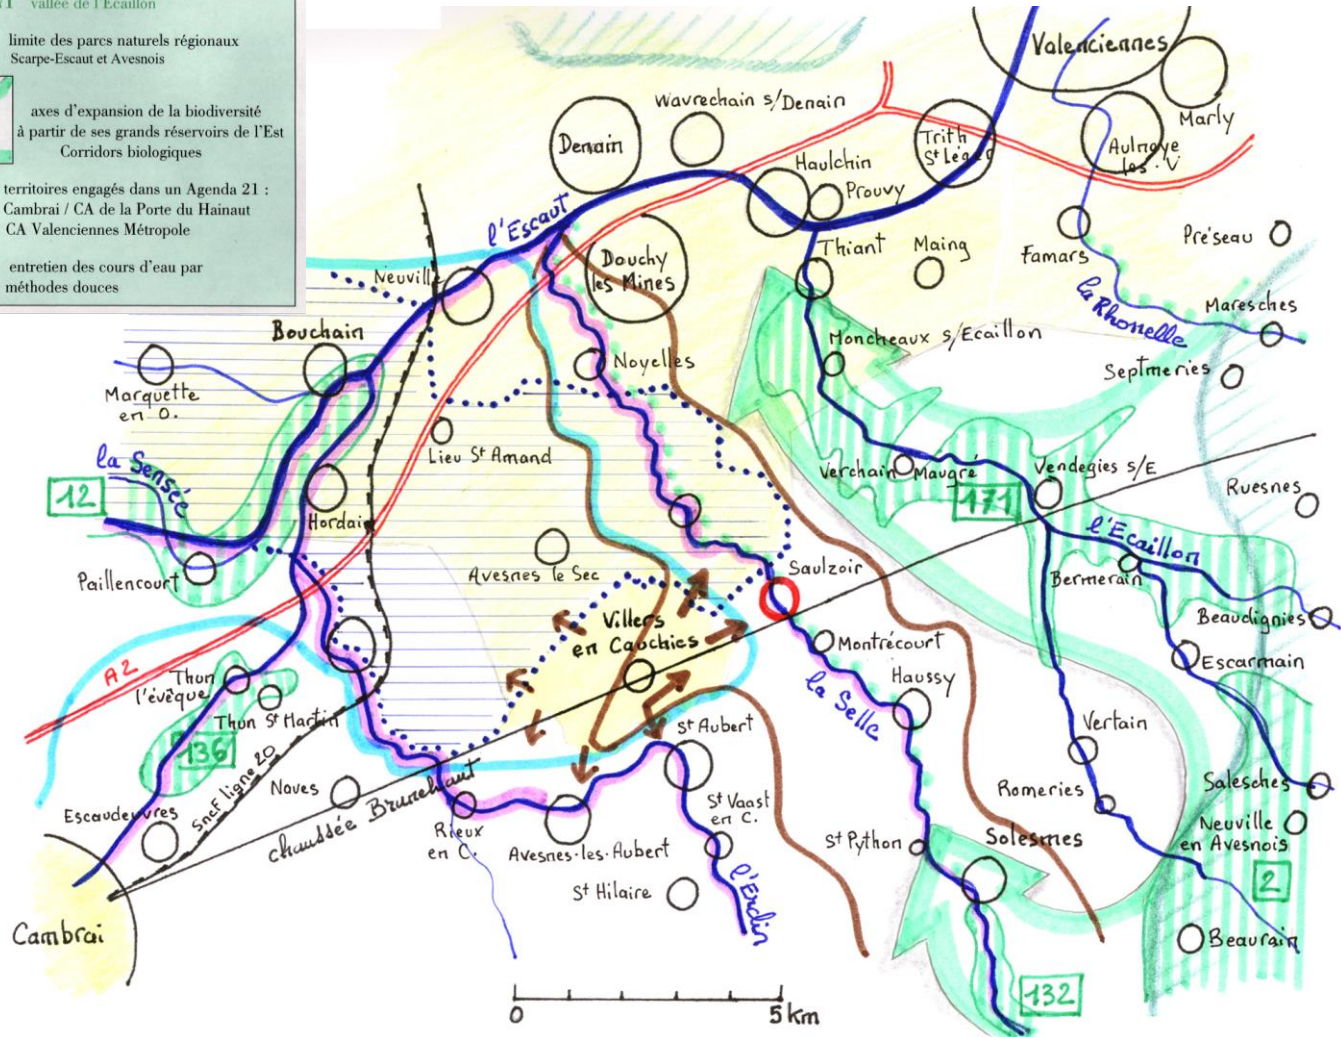 vallée de l'Ecaillon
limite des parcs naturels régionaux
Scarpe-Escaut et Avesnois
axes d'expansion de la biodiversité
à partir de ses grands réservoirs de l'Est
Corridors biologiques
territoires engagés dans un Agenda 21 :
Cambrai / CA de la Porte du Hainaut
CA Valenciennes Métropole
entretien des cours d'eau par
méthodes douces
Valenciennes
Marly
Wavrechain s/Denain
Denain
Trith
St Léger
Aulnoye
les. V
Haulchin
Prouvy
l'Escaut
Thiant
Maing
Famars
Préseau
Neuville
Douchy
les Mines
la Rhonelle
Maresches
Bouchain
Noyelles
Moncheaux s/Ecaillon
Septmeries
Marquette
en O.
Lieu St Amand
la Sensée
12
Verchain Maugré
Vendegies s/E
171
Ruesnes
Hordain
l'Ecaillon
Paillencourt
Avesnes le Sec
Saulzoir
Bermerain
Beaudignies
Villers
en Cauchies
Montrécourt
Escarmain
A2
Thun
l'évêque
Thun St Martin
la Selle
Haussy
St Aubert
Vertain
136
Sncf ligne 20
Naves
chaussée Brunehaut
Romeries
Salesches
Escaudeuvres
Rieux
en C.
Avesnes-les-Aubert
St Vaast
en C.
St Python
Solesmes
Neuville
en Avesnois
St Hilaire
l'Erclin
2
Cambrai
Beaurain
132
0
5 km